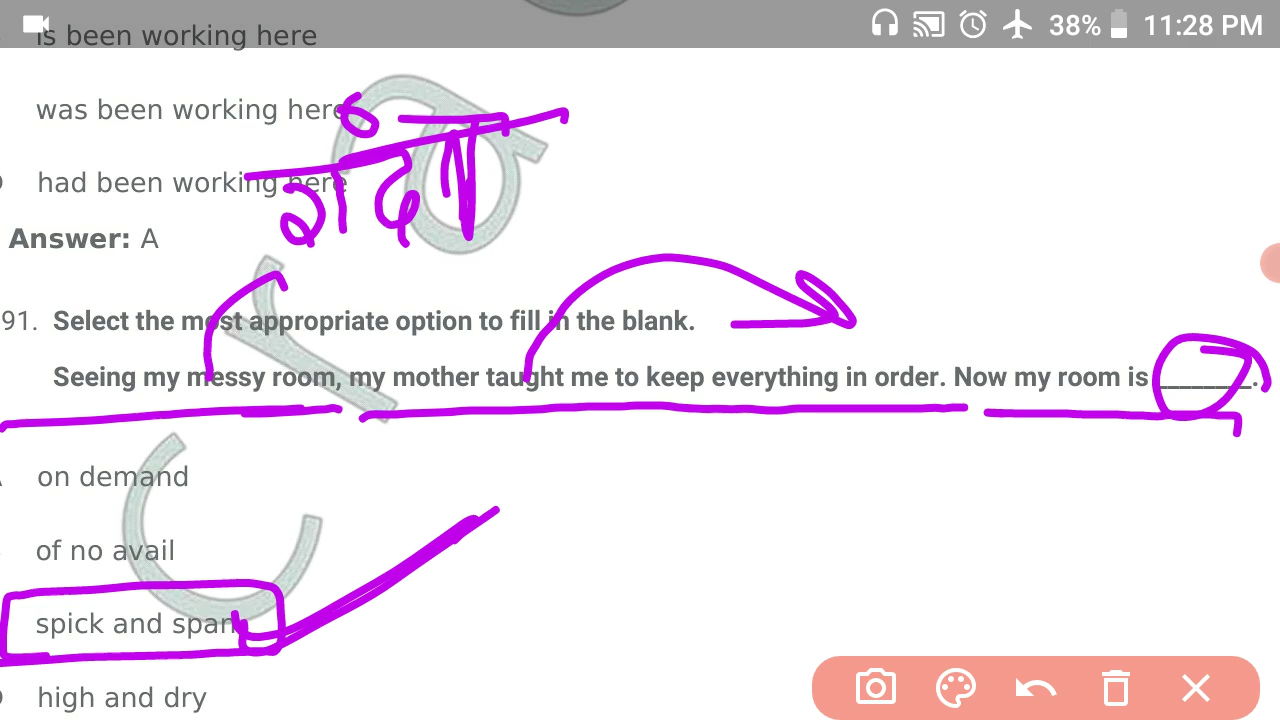 38% 11:28 PM
is been working here
was been working here
had been working here
Answer: A
91. Select the most appropriate option to fill in the blank.
Seeing my messy room, my mother taught me to keep everything in order. Now my room is ________.
on demand
of no avail
spick and span
high and dry